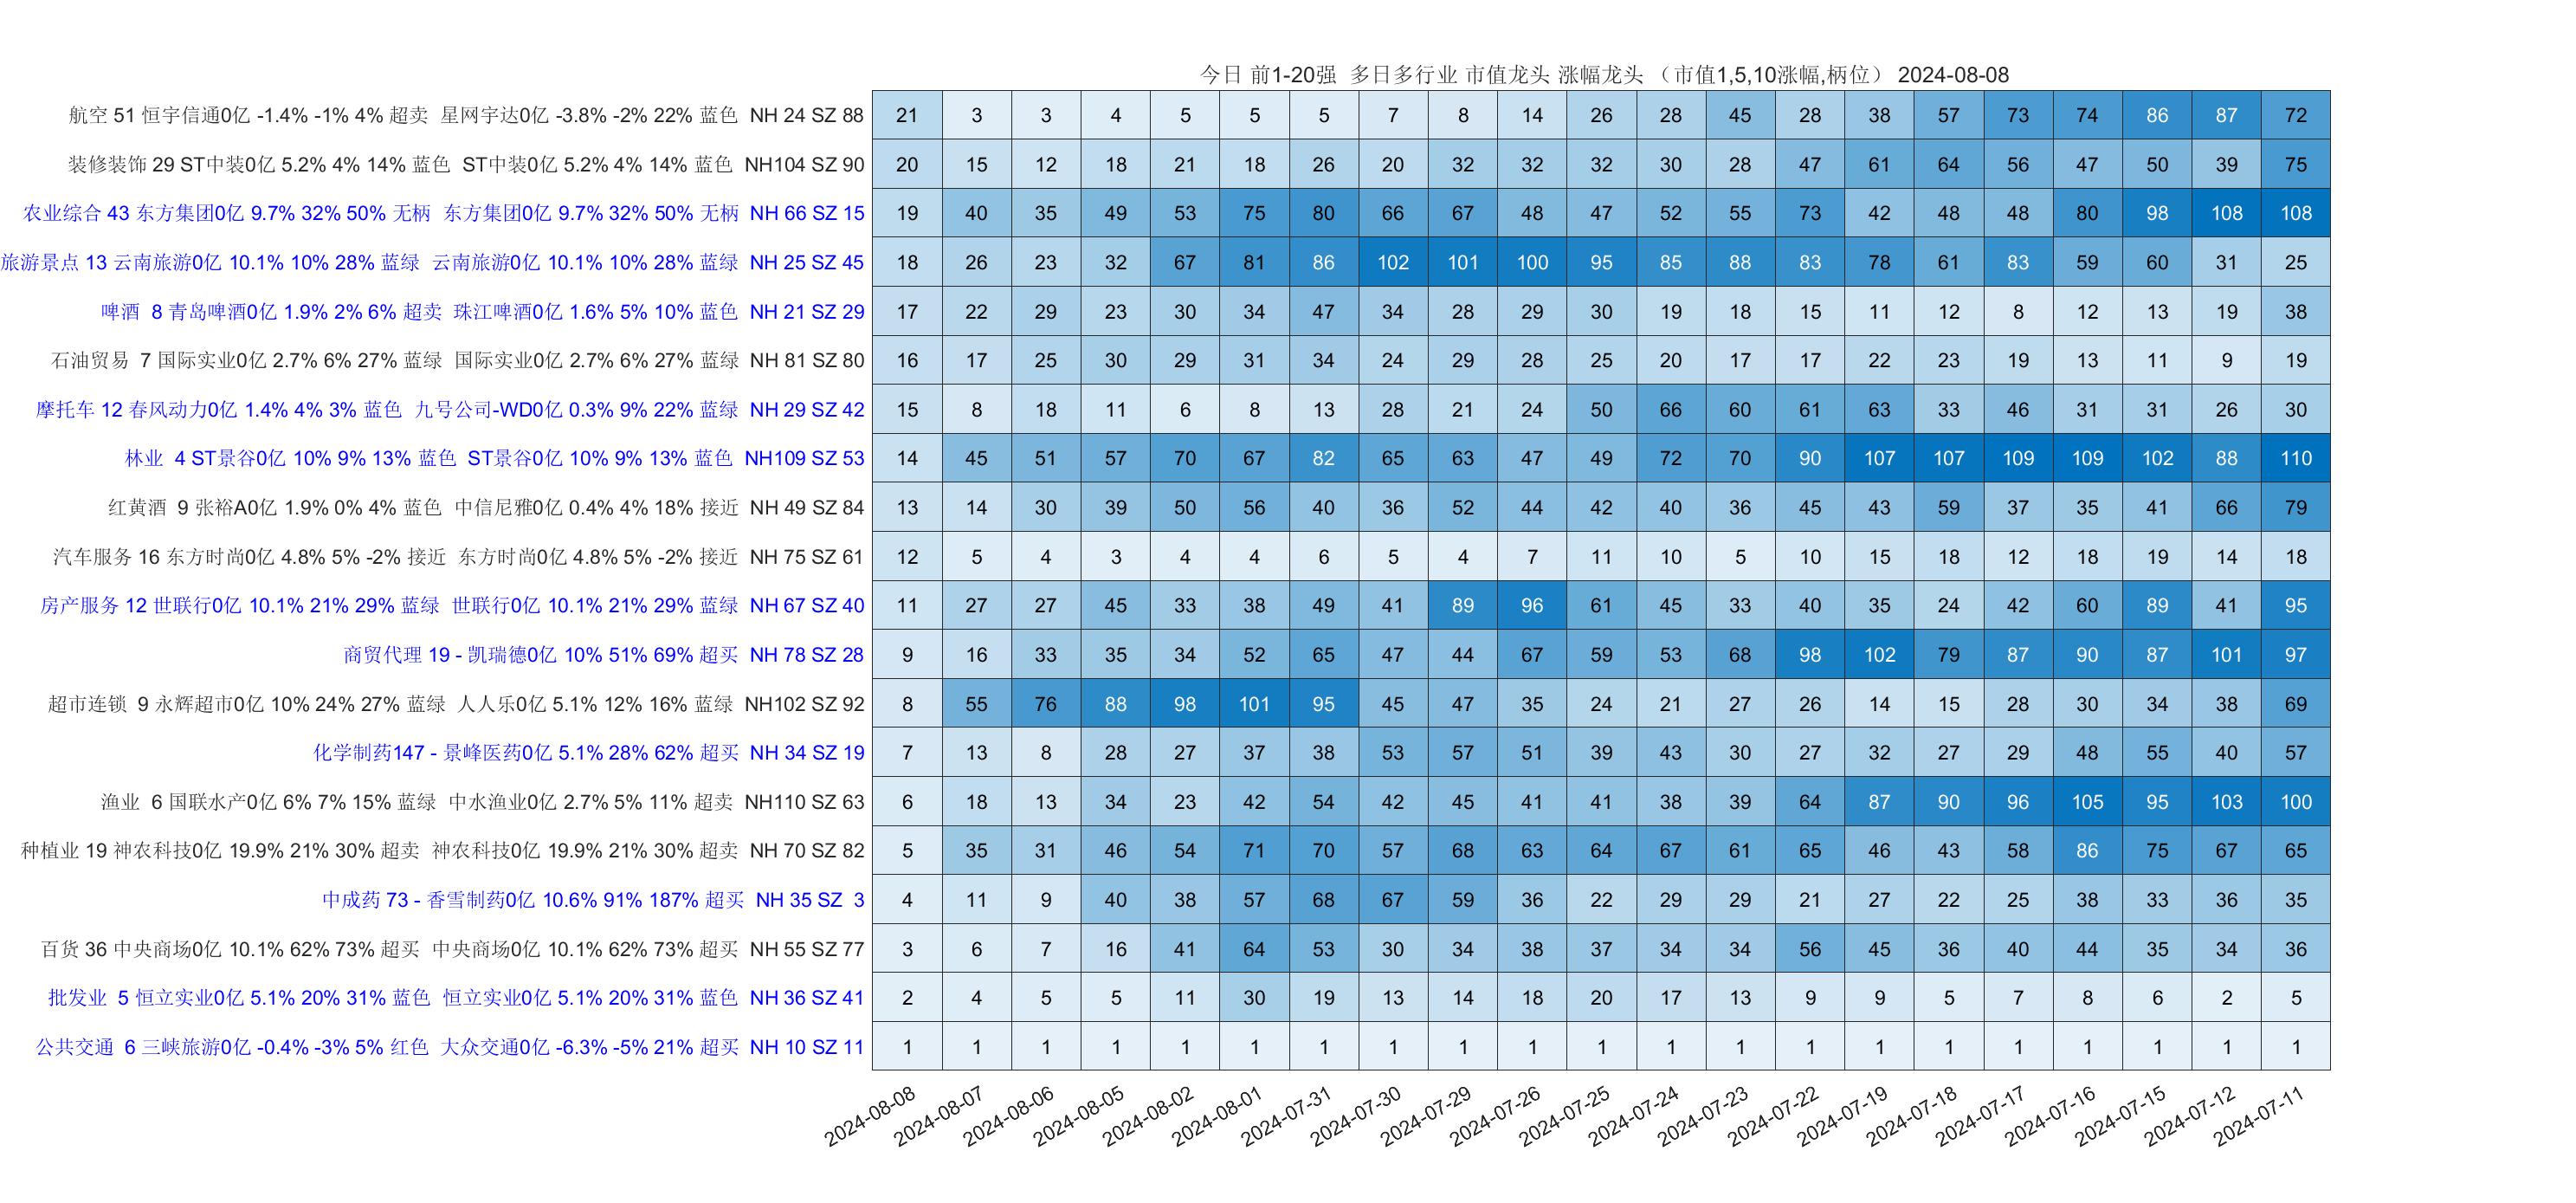 今日 前1-20强 多日多行业 市值龙头 涨幅龙头 （市值1,5,10涨幅,柄位） 2024-08-08
航空 51 恒宇信通0亿 -1.4% -1% 4% 超卖 星网宇达0亿 -3.8% -2% 22% 蓝色 NH 24 SZ 88 21 3 3 4 5 5 5 7 8 14 26 28 45 28 38 57 73 74 86 87 72
装修装饰 29 ST中装0亿 5.2% 4% 14% 蓝色 ST中装0亿 5.2% 4% 14% 蓝色 NH104 SZ 90 20 15 12 18 21 18 26 20 32 32 32 30 28 47 61 64 56 47 50 39 75
农业综合 43 东方集团0亿 9.7% 32% 50% 无柄 东方集团0亿 9.7% 32% 50% 无柄 NH 66 SZ 15 19 40 35 49 53 75 80 66 67 48 47 52 55 73 42 48 48 80 98 108 108
旅游景点 13 云南旅游0亿 10.1% 10% 28% 蓝绿 云南旅游0亿 10.1% 10% 28% 蓝绿 NH 25 SZ 45 18 26 23 32 67 81 86 102 101 100 95 85 88 83 78 61 83 59 60 31 25
啤酒 8 青岛啤酒0亿 1.9% 2% 6% 超卖 珠江啤酒0亿 1.6% 5% 10% 蓝色 NH 21 SZ 29 17 22 29 23 30 34 47 34 28 29 30 19 18 15 11 12 8 12 13 19 38
石油贸易 7 国际实业0亿 2.7% 6% 27% 蓝绿 国际实业0亿 2.7% 6% 27% 蓝绿 NH 81 SZ 80 16 17 25 30 29 31 34 24 29 28 25 20 17 17 22 23 19 13 11 9 19
摩托车 12 春风动力0亿 1.4% 4% 3% 蓝色 九号公司-WD0亿 0.3% 9% 22% 蓝绿 NH 29 SZ 42 15 8 18 11 6 8 13 28 21 24 50 66 60 61 63 33 46 31 31 26 30
林业 4 ST景谷0亿 10% 9% 13% 蓝色 ST景谷0亿 10% 9% 13% 蓝色 NH109 SZ 53 14 45 51 57 70 67 82 65 63 47 49 72 70 90 107 107 109 109 102 88 110
红黄酒 9 张裕A0亿 1.9% 0% 4% 蓝色 中信尼雅0亿 0.4% 4% 18% 接近 NH 49 SZ 84 13 14 30 39 50 56 40 36 52 44 42 40 36 45 43 59 37 35 41 66 79
汽车服务 16 东方时尚0亿 4.8% 5% -2% 接近 东方时尚0亿 4.8% 5% -2% 接近 NH 75 SZ 61 12 5 4 3 4 4 6 5 4 7 11 10 5 10 15 18 12 18 19 14 18
房产服务 12 世联行0亿 10.1% 21% 29% 蓝绿 世联行0亿 10.1% 21% 29% 蓝绿 NH 67 SZ 40 11 27 27 45 33 38 49 41 89 96 61 45 33 40 35 24 42 60 89 41 95
商贸代理 19 - 凯瑞德0亿 10% 51% 69% 超买 NH 78 SZ 28 9 16 33 35 34 52 65 47 44 67 59 53 68 98 102 79 87 90 87 101 97
超市连锁 9 永辉超市0亿 10% 24% 27% 蓝绿 人人乐0亿 5.1% 12% 16% 蓝绿 NH102 SZ 92 8 55 76 88 98 101 95 45 47 35 24 21 27 26 14 15 28 30 34 38 69
化学制药147 - 景峰医药0亿 5.1% 28% 62% 超买 NH 34 SZ 19 7 13 8 28 27 37 38 53 57 51 39 43 30 27 32 27 29 48 55 40 57
渔业 6 国联水产0亿 6% 7% 15% 蓝绿 中水渔业0亿 2.7% 5% 11% 超卖 NH110 SZ 63 6 18 13 34 23 42 54 42 45 41 41 38 39 64 87 90 96 105 95 103 100
种植业 19 神农科技0亿 19.9% 21% 30% 超卖 神农科技0亿 19.9% 21% 30% 超卖 NH 70 SZ 82 5 35 31 46 54 71 70 57 68 63 64 67 61 65 46 43 58 86 75 67 65
中成药 73 - 香雪制药0亿 10.6% 91% 187% 超买 NH 35 SZ 3 4 11 9 40 38 57 68 67 59 36 22 29 29 21 27 22 25 38 33 36 35
百货 36 中央商场0亿 10.1% 62% 73% 超买 中央商场0亿 10.1% 62% 73% 超买 NH 55 SZ 77 3 6 7 16 41 64 53 30 34 38 37 34 34 56 45 36 40 44 35 34 36
批发业 5 恒立实业0亿 5.1% 20% 31% 蓝色 恒立实业0亿 5.1% 20% 31% 蓝色 NH 36 SZ 41 2 4 5 5 11 30 19 13 14 18 20 17 13 9 9 5 7 8 6 2 5
公共交通 6 三峡旅游0亿 -0.4% -3% 5% 红色 大众交通0亿 -6.3% -5% 21% 超买 NH 10 SZ 11 1 1 1 1 1 1 1 1 1 1 1 1 1 1 1 1 1 1 1 1 1
2024-08-08 2024-08-07 2024-08-06 2024-08-05 2024-08-02 2024-08-01 2024-07-31 2024-07-30 2024-07-29 2024-07-26 2024-07-25 2024-07-24 2024-07-23 2024-07-22 2024-07-19 2024-07-18 2024-07-17 2024-07-16 2024-07-15 2024-07-12 2024-07-11